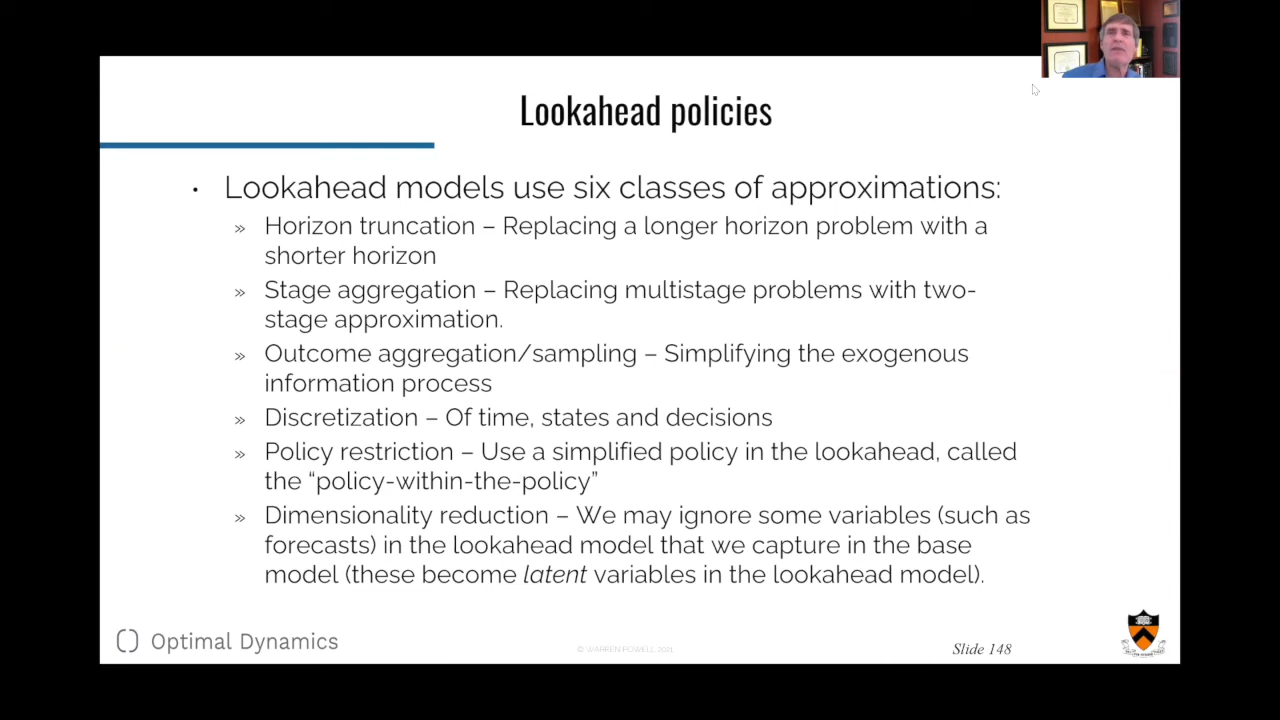 Lookahead policies
• Lookahead models use six classes of approximations:
» Horizon truncation – Replacing a longer horizon problem with a
shorter horizon
» Stage aggregation – Replacing multistage problems with two-
stage approximation.
» Outcome aggregation/sampling – Simplifying the exogenous
information process
» Discretization – Of time, states and decisions
» Policy restriction – Use a simplified policy in the lookahead, called
the “policy-within-the-policy”
» Dimensionality reduction – We may ignore some variables (such as
forecasts) in the lookahead model that we capture in the base
model (these become latent variables in the lookahead model).
Optimal Dynamics
© WARREN POWELL 2021
Slide 148